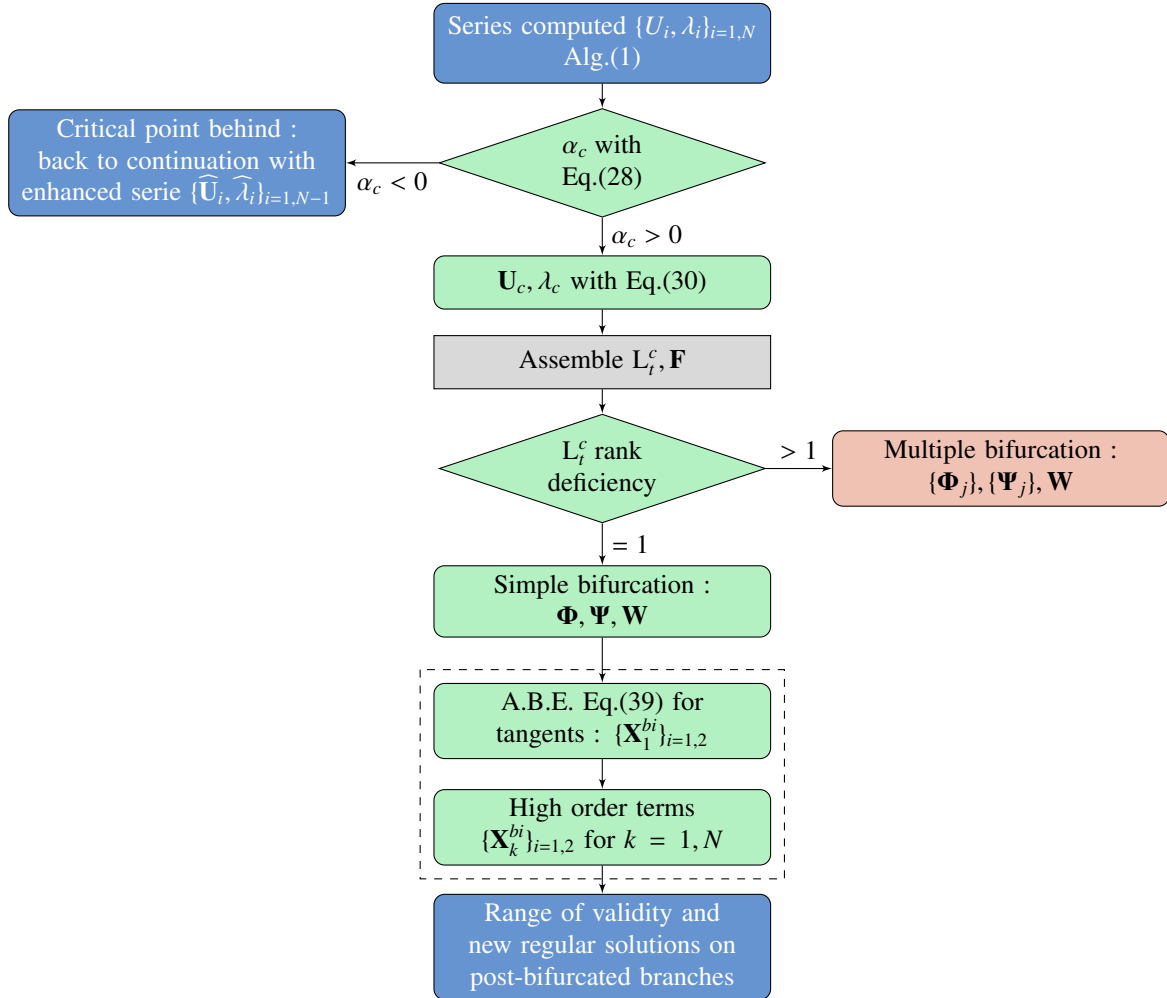 Series computed {U_i, λ_i}_{i=1,N}
Alg.(1)
Critical point behind :
back to continuation with
enhanced serie {Û_i, λ̂_i}_{i=1,N−1}
α_c with
Eq.(28)
α_c < 0
α_c > 0
U_c, λ_c with Eq.(30)
Assemble L_t^c, F
L_t^c rank
deficiency
> 1
Multiple bifurcation :
{Φ_j}, {Ψ_j}, W
= 1
Simple bifurcation :
Φ, Ψ, W
A.B.E. Eq.(39) for
tangents : {X_1^{bi}}_{i=1,2}
High order terms
{X_k^{bi}}_{i=1,2} for k = 1, N
Range of validity and
new regular solutions on
post-bifurcated branches